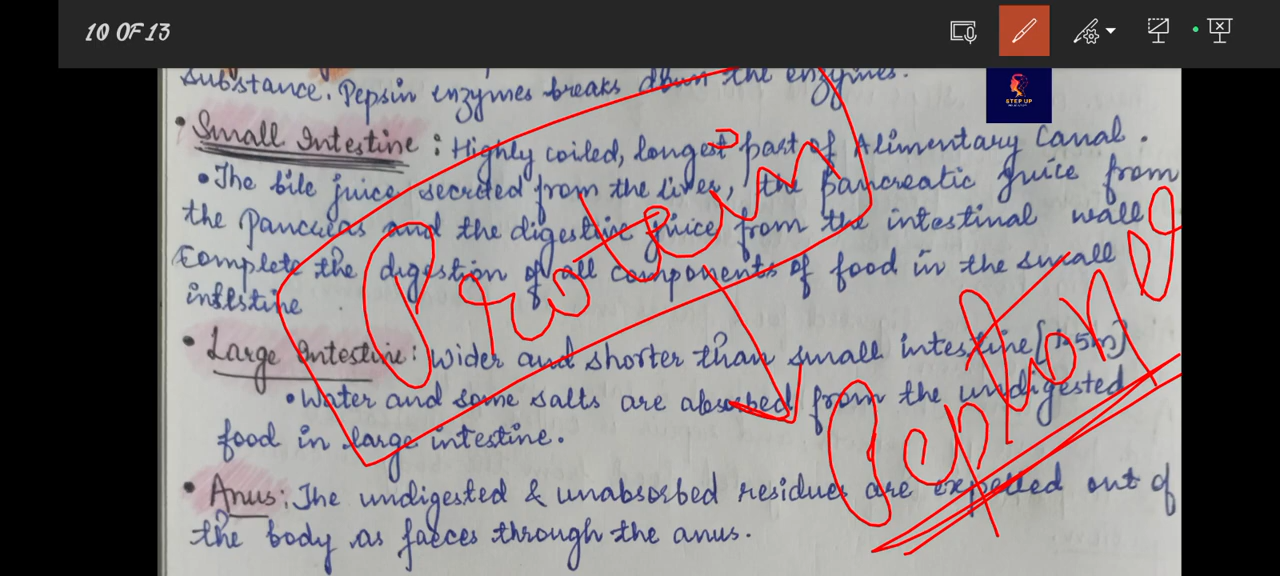 10 OF 13
substance. Pepsin enzymes breaks down the enzymes.
STEP UP
• Small Intestine : Highly coiled, longest part of Alimentary Canal.
• The bile juice secreted from the liver, the pancreatic juice from
the Pancreas and the digestive juice from the intestinal wall
Complete the digestion of all components of food in the small
intestine
• Large Intestine: Wider and shorter than small intestine [1.5m]
• Water and some salts are absorbed from the undigested
food in large intestine.
• Anus: The undigested & unabsorbed residues are expelled out of
the body as faeces through the anus.
Protein
Peptone